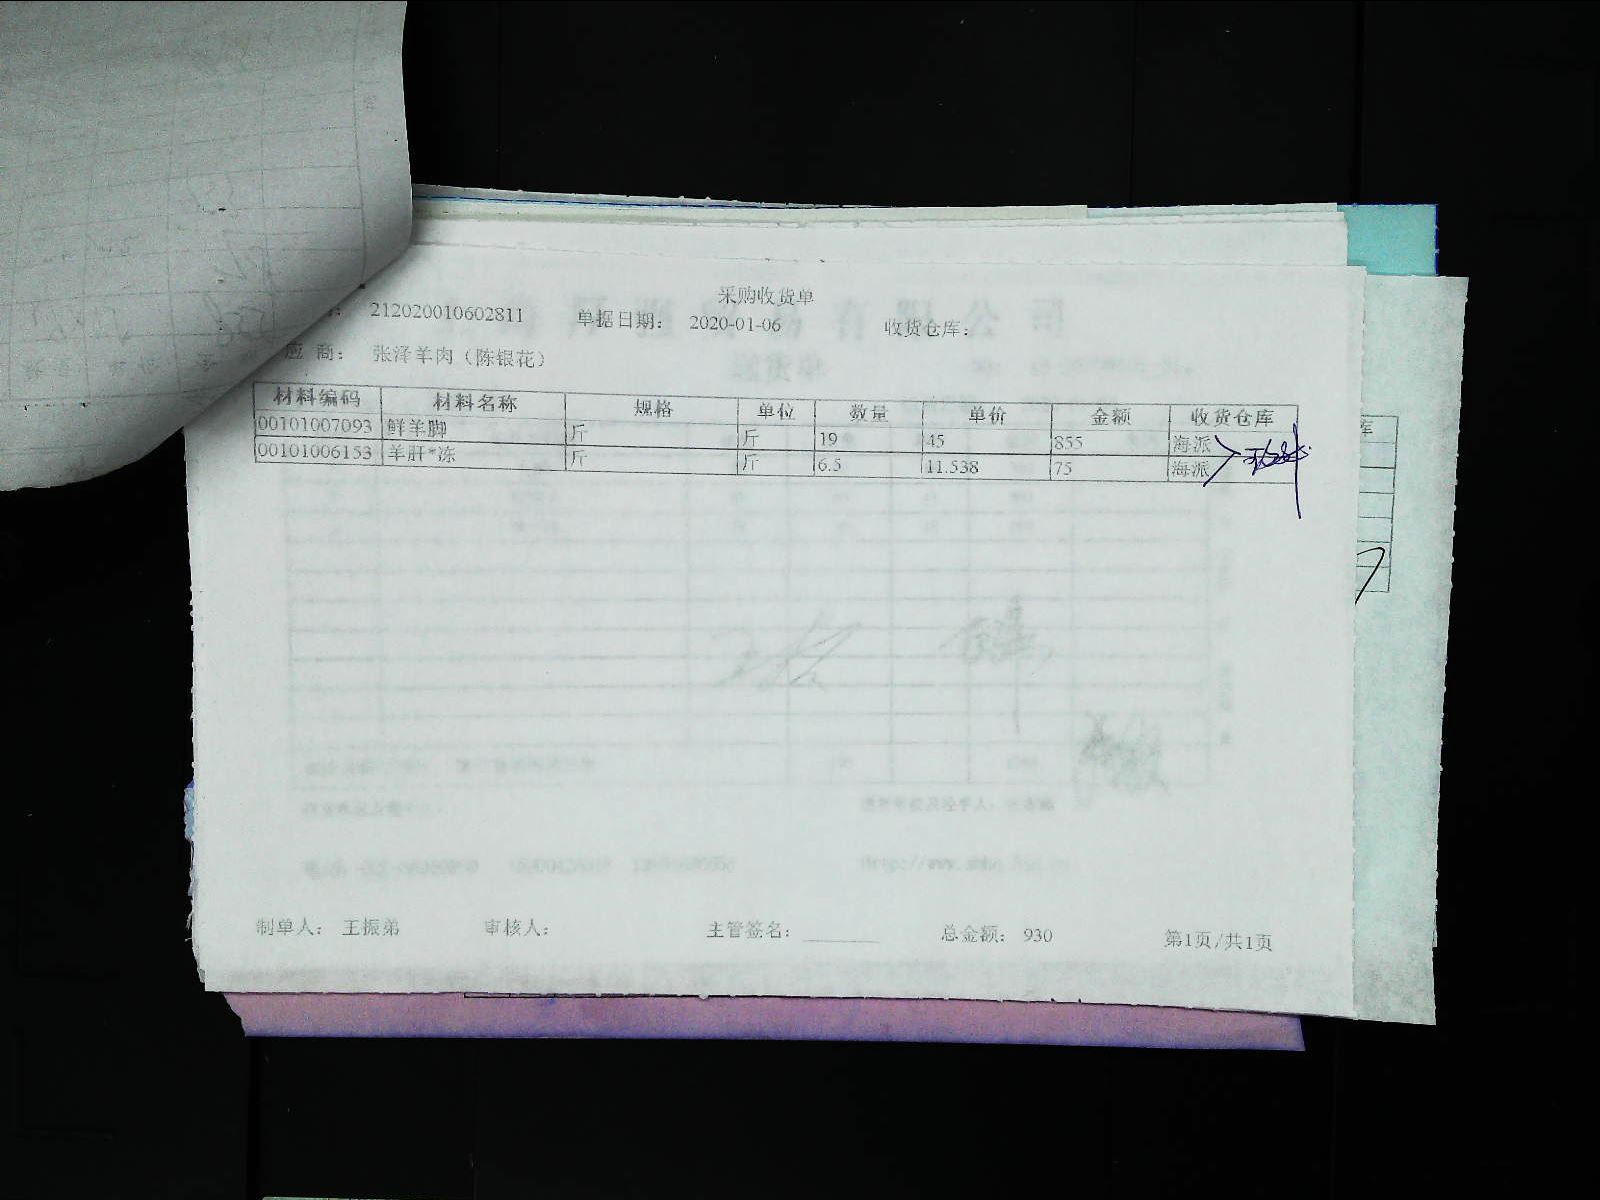 采购收货单
212020010602811 单据日期： 2020-01-06 收货仓库：
应 商： 张泽羊肉（陈银花）
材料编码 材料名称 规格 单位 数量 单价 金额 收货仓库
00101007093 鲜羊脚 斤 斤 19 45 855 海派
00101006153 羊肝*冻 斤 斤 6.5 11.538 75 海派
制单人： 王振弟 审核人： 主管签名： 总金额： 930 第1页/共1页
库